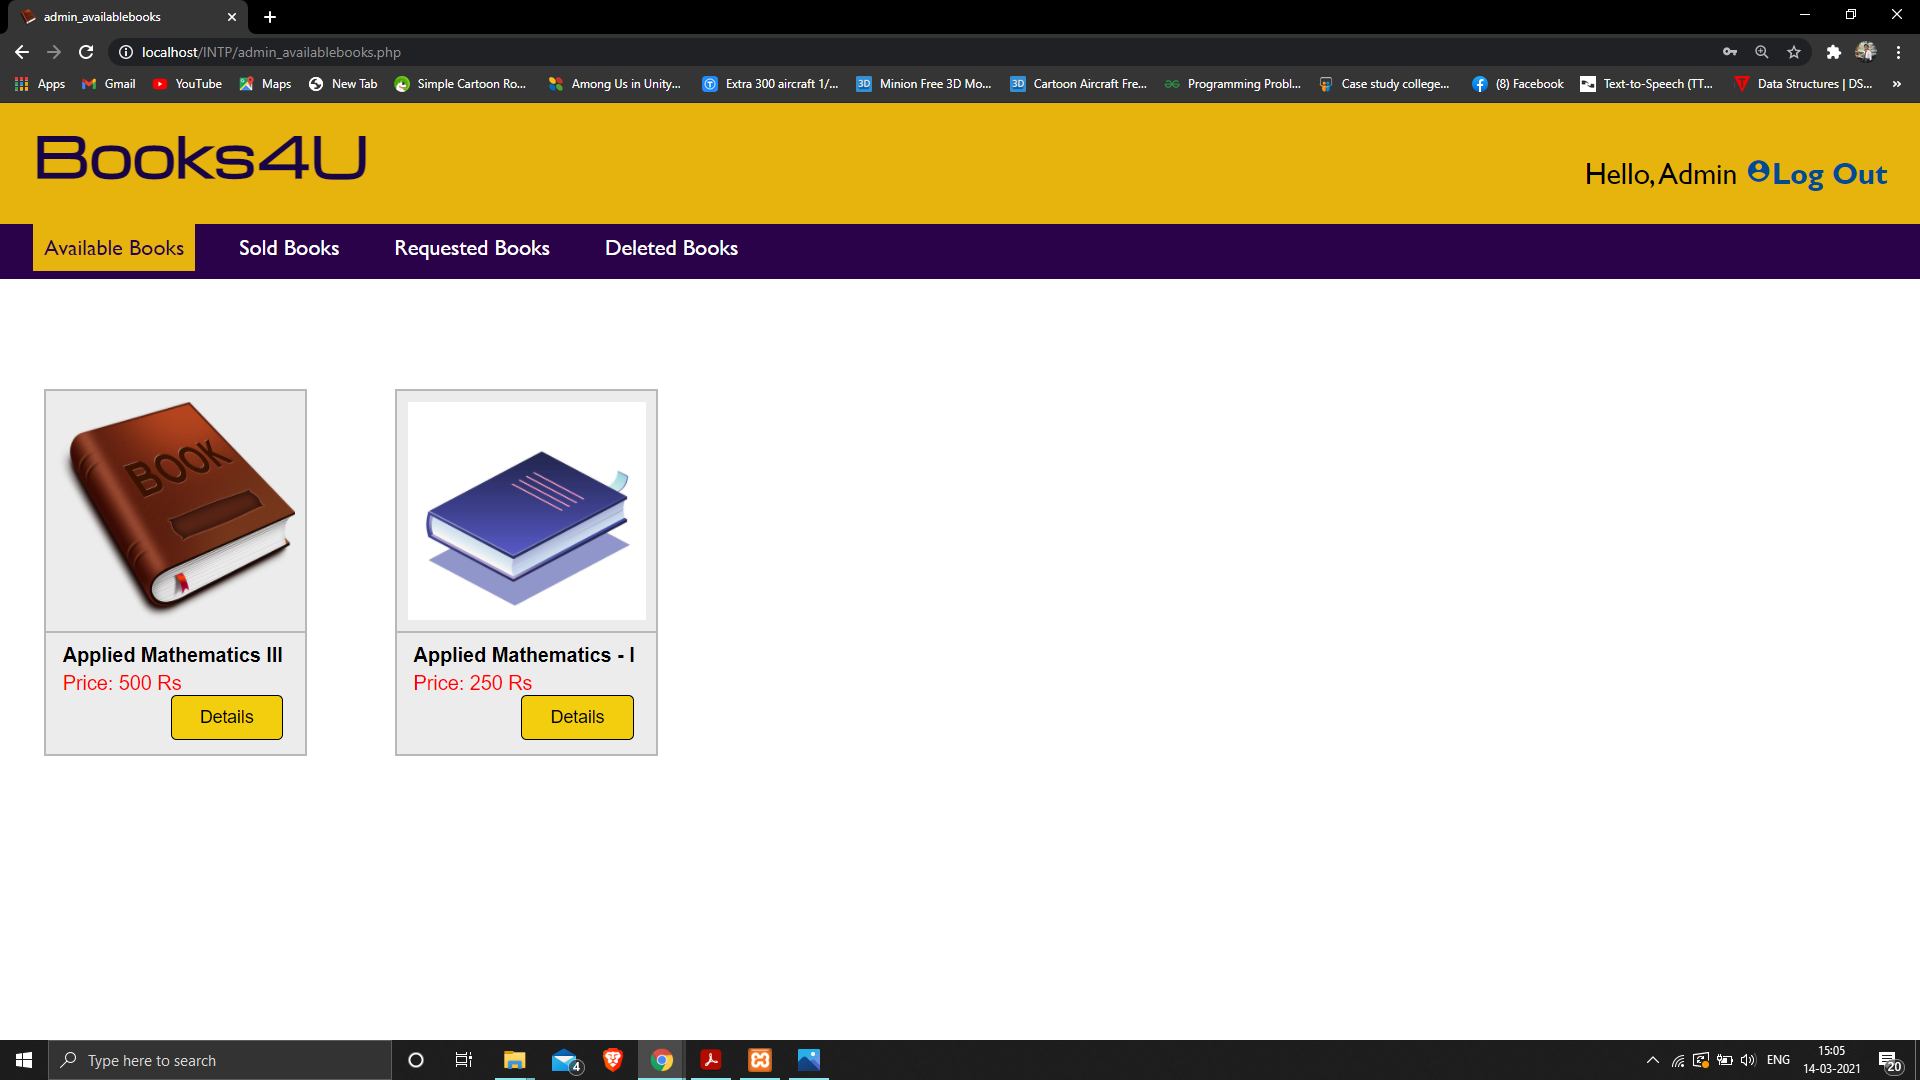 admin_availablebooks
localhost/INTP/admin_availablebooks.php
Apps Gmail YouTube Maps New Tab Simple Cartoon Ro... Among Us in Unity... Extra 300 aircraft 1/... Minion Free 3D Mo... Cartoon Aircraft Fre... Programming Probl... Case study college... (8) Facebook Text-to-Speech (TT... Data Structures | DS... »
Books4U
Hello, Admin Log Out
Available Books Sold Books Requested Books Deleted Books
BOOK
Applied Mathematics III
Price: 500 Rs
Details
Applied Mathematics - I
Price: 250 Rs
Details
Type here to search
4
ENG
15:05
14-03-2021
20